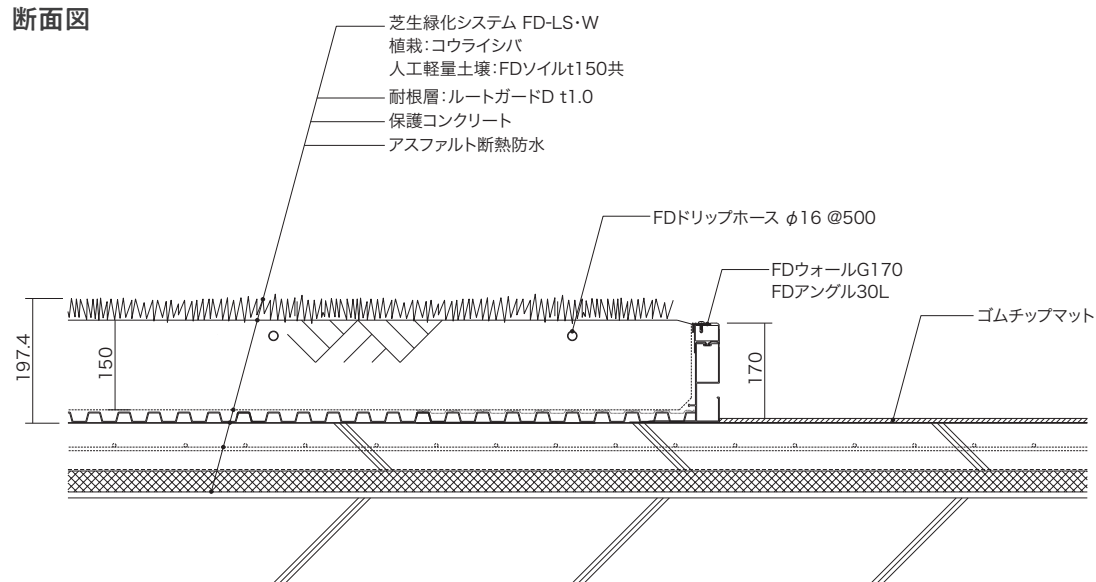 断面図
芝生緑化システム FD-LS・W
植栽：コウライシバ
人工軽量土壌：FDソイルt150共
耐根層：ルートガードD t1.0
保護コンクリート
アスファルト断熱防水
FDドリップホース φ16 @500
FDウォールG170
FDアングル30L
ゴムチップマット
197.4
150
170